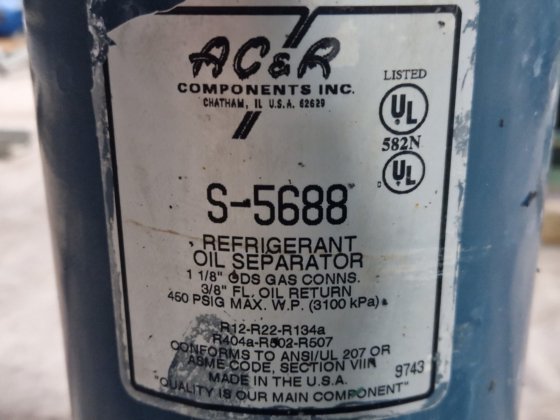 AC&R
COMPONENTS INC.
CHATHAM, IL U.S.A. 62629
LISTED
UL
582N
UL
S-5688
REFRIGERANT
OIL SEPARATOR
1 1/8" ODS GAS CONNS.
3/8" FL. OIL RETURN
450 PSIG MAX. W.P. (3100 kPa)
R12-R22-R134a
R404a-R502-R507
CONFORMS TO ANSI/UL 207 OR
ASME CODE, SECTION VIII
MADE IN THE U.S.A. 9743
"QUALITY IS OUR MAIN COMPONENT"